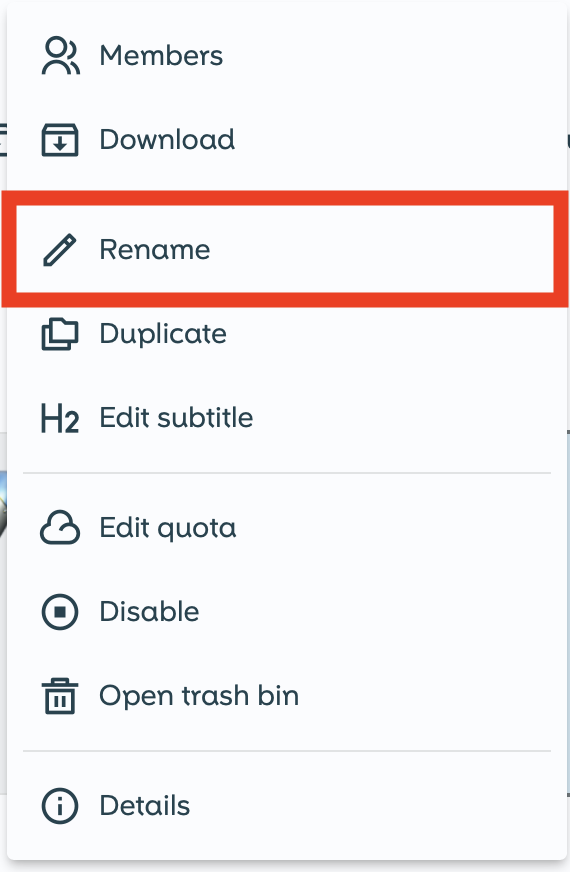 Members
Download
Rename
Duplicate
H2 Edit subtitle
Edit quota
Disable
Open trash bin
Details